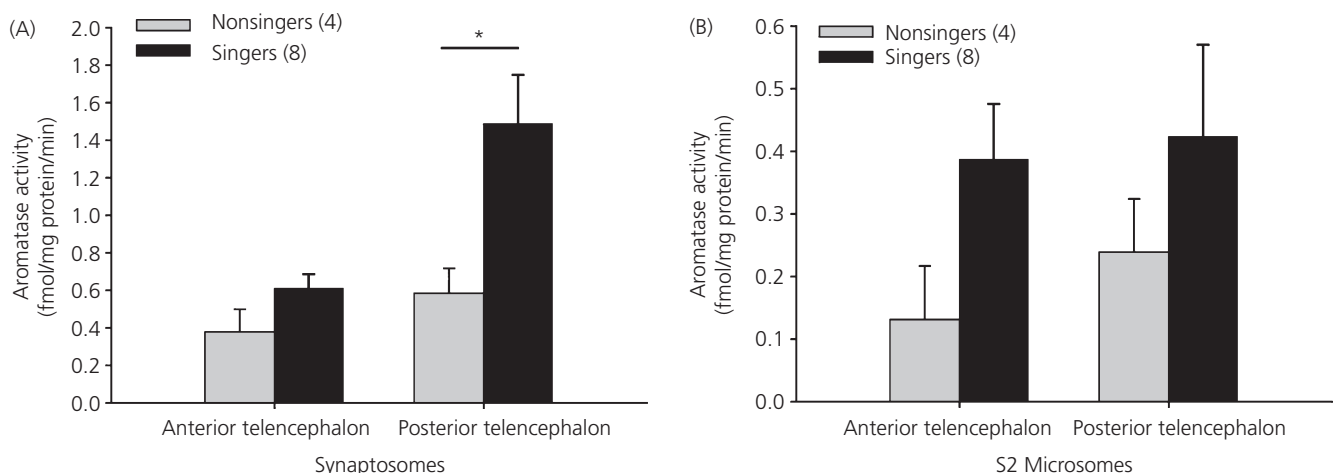 (A)
Nonsingers (4)
Singers (8)
*
2.0
1.8
1.6
1.4
1.2
1.0
0.8
0.6
0.4
0.2
0.0
Aromatase activity
(fmol/mg protein/min)
Anterior telencephalon
Posterior telencephalon
Synaptosomes
(B)
Nonsingers (4)
Singers (8)
0.6
0.5
0.4
0.3
0.2
0.1
0.0
Aromatase activity
(fmol/mg protein/min)
Anterior telencephalon
Posterior telencephalon
S2 Microsomes